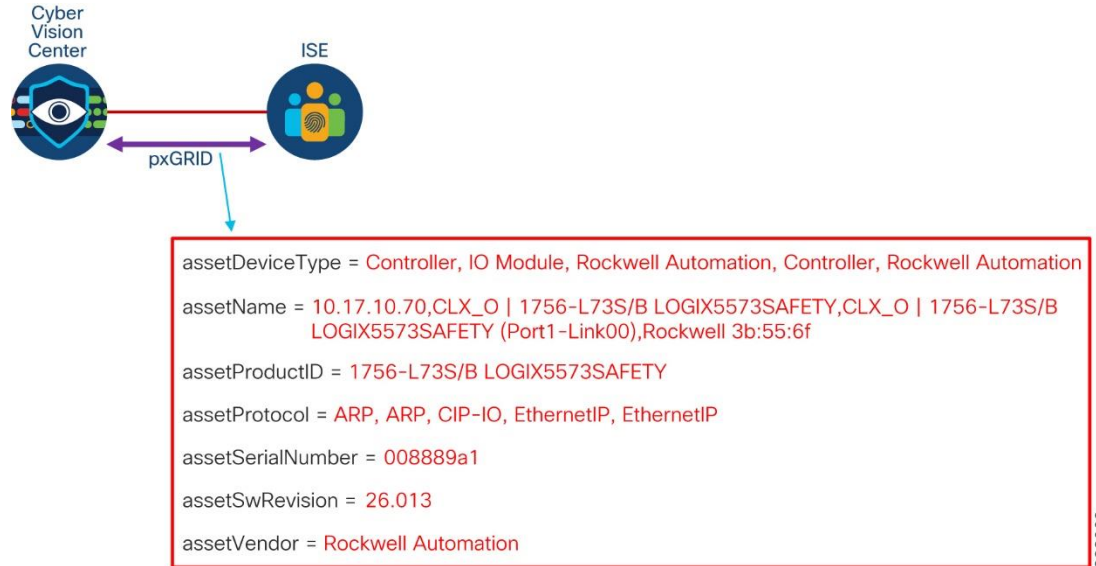 Cyber
Vision
Center
ISE
pxGRID
assetDeviceType = Controller, IO Module, Rockwell Automation, Controller, Rockwell Automation
assetName = 10.17.10.70,CLX_O | 1756-L73S/B LOGIX5573SAFETY,CLX_O | 1756-L73S/B
LOGIX5573SAFETY (Port1-Link00),Rockwell 3b:55:6f
assetProductID = 1756-L73S/B LOGIX5573SAFETY
assetProtocol = ARP, ARP, CIP-IO, EthernetIP, EthernetIP
assetSerialNumber = 008889a1
assetSwRevision = 26.013
assetVendor = Rockwell Automation